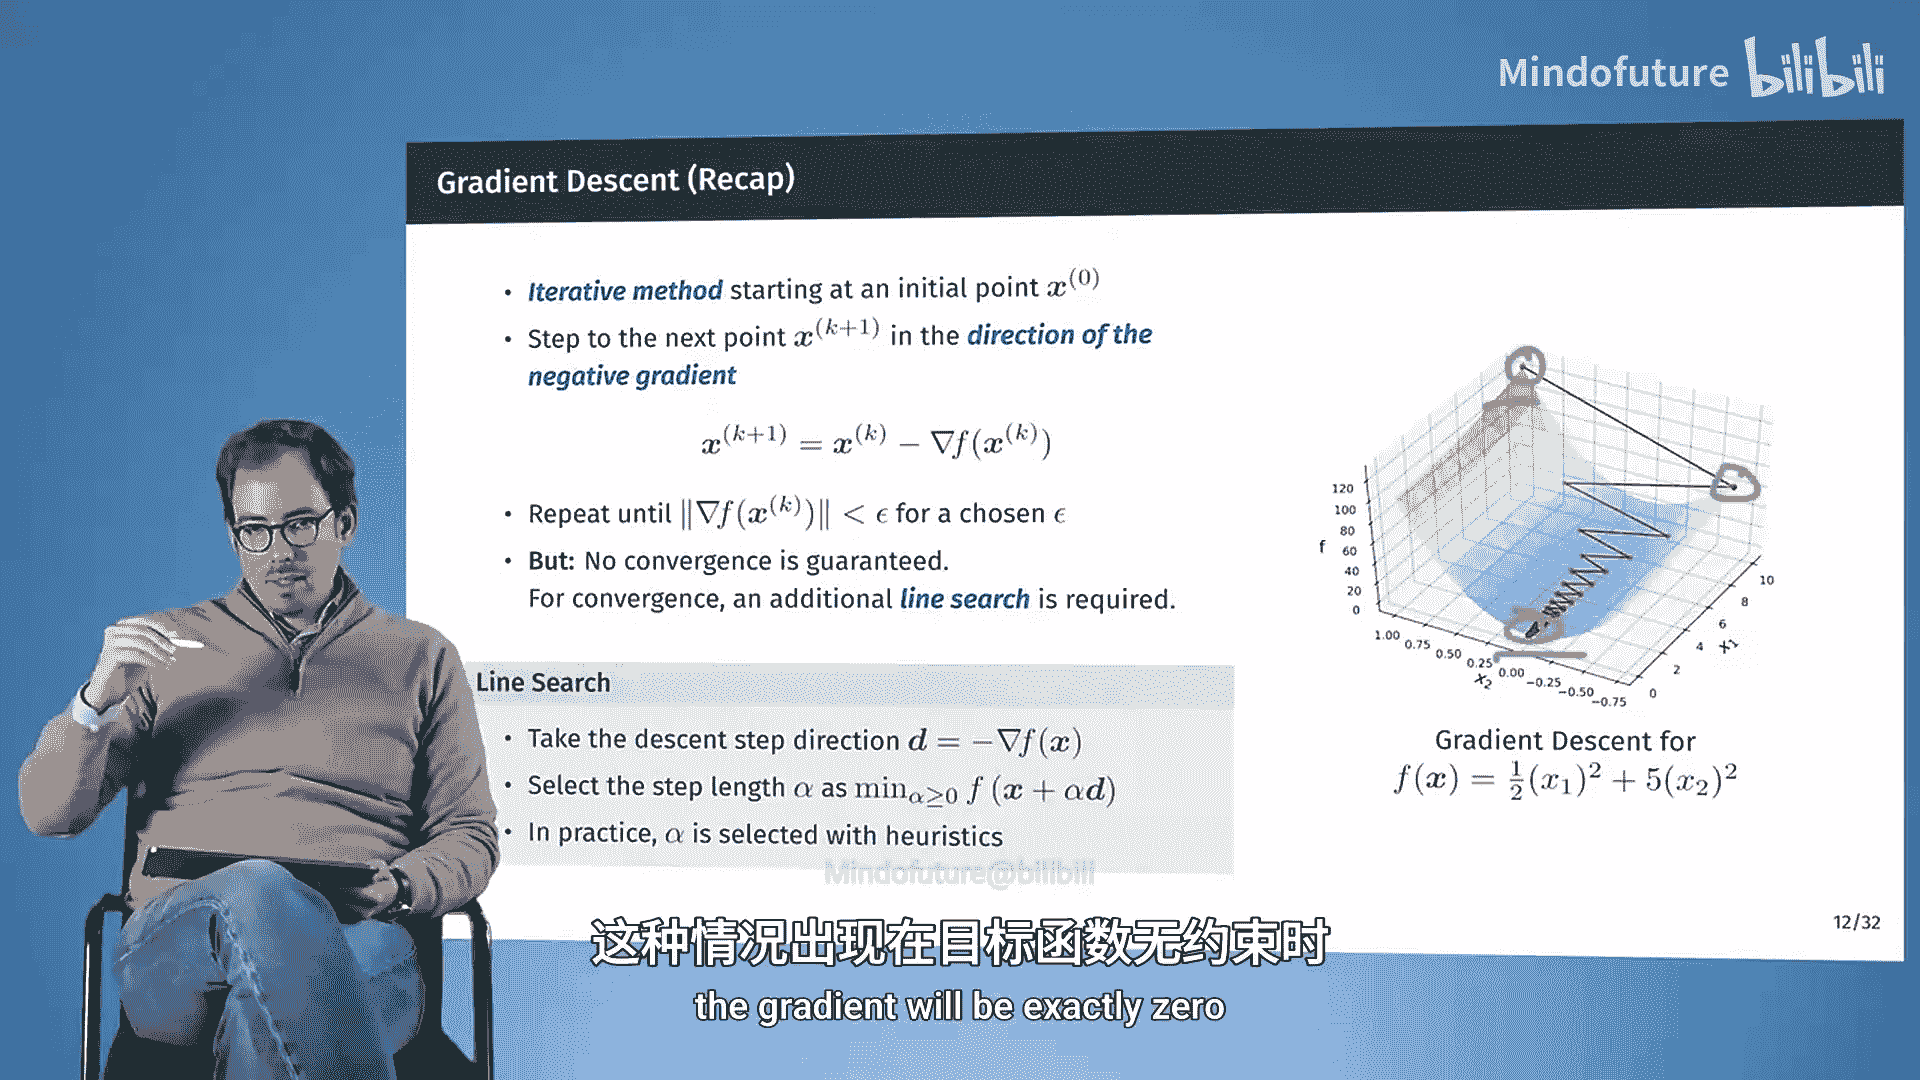 Mindofuture bilibili
Gradient Descent (Recap)
• Iterative method starting at an initial point x^(0)
• Step to the next point x^(k+1) in the direction of the
negative gradient
x^(k+1) = x^(k) − ∇f(x^(k))
• Repeat until ‖∇f(x^(k))‖ < ϵ for a chosen ϵ
• But: No convergence is guaranteed.
For convergence, an additional line search is required.
Line Search
• Take the descent step direction d = −∇f(x)
• Select the step length α as min_α≥0 f (x + αd)
• In practice, α is selected with heuristics
f
120
100
80
60
40
20
0
1.00
0.75
0.50
0.25
0.00
−0.25
−0.50
−0.75
x₂
0
2
4
6
8
10
x₁
Gradient Descent for
f(x) = ½(x₁)² + 5(x₂)²
Mindofuture@bilibili
12/32
这种情况出现在目标函数无约束时
the gradient will be exactly zero